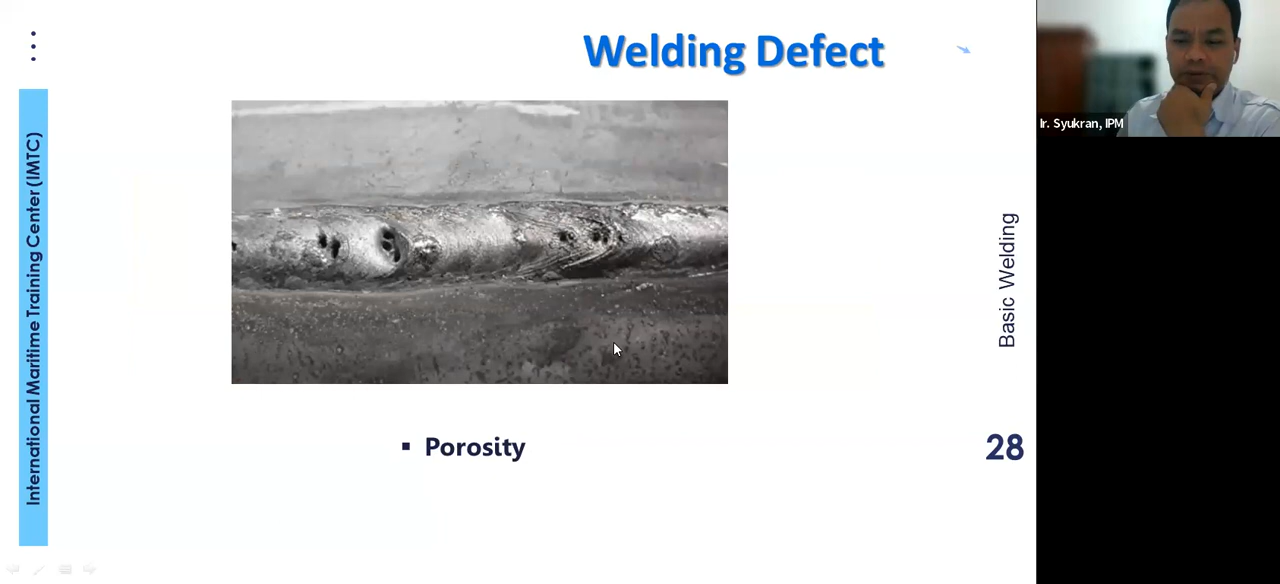 Welding Defect
Ir. Syukran, IPM
International Maritime Training Center (IMTC)
Basic Welding
▪ Porosity
28